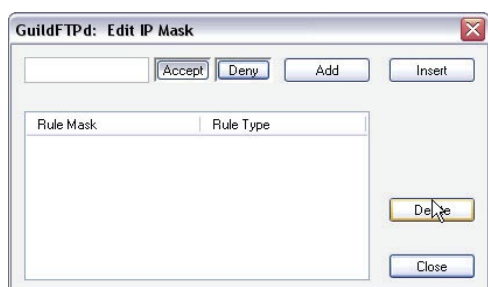 GuildFTPd: Edit IP Mask
Accept Deny Add Insert
Rule Mask Rule Type
Close